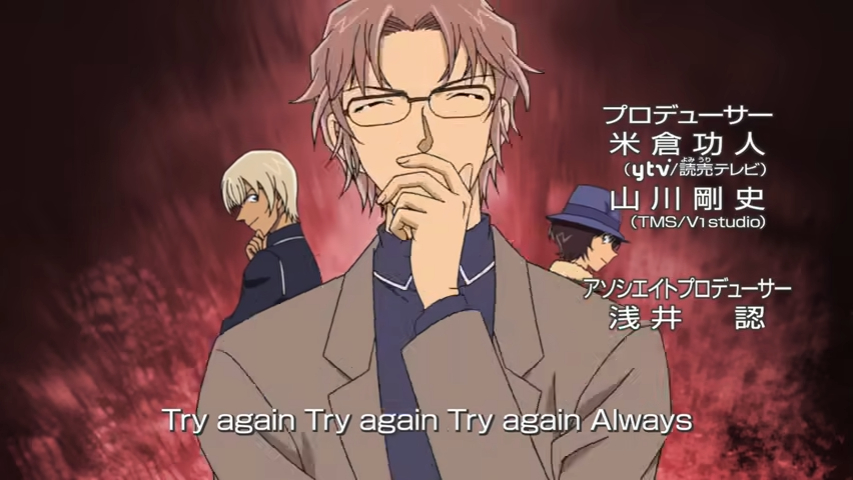 プロデューサー
米倉功人
(ytv/読売テレビ)
よみうり
山川剛史
(TMS/V1studio)
アソシエイトプロデューサー
浅井 認
Try again Try again Try again Always